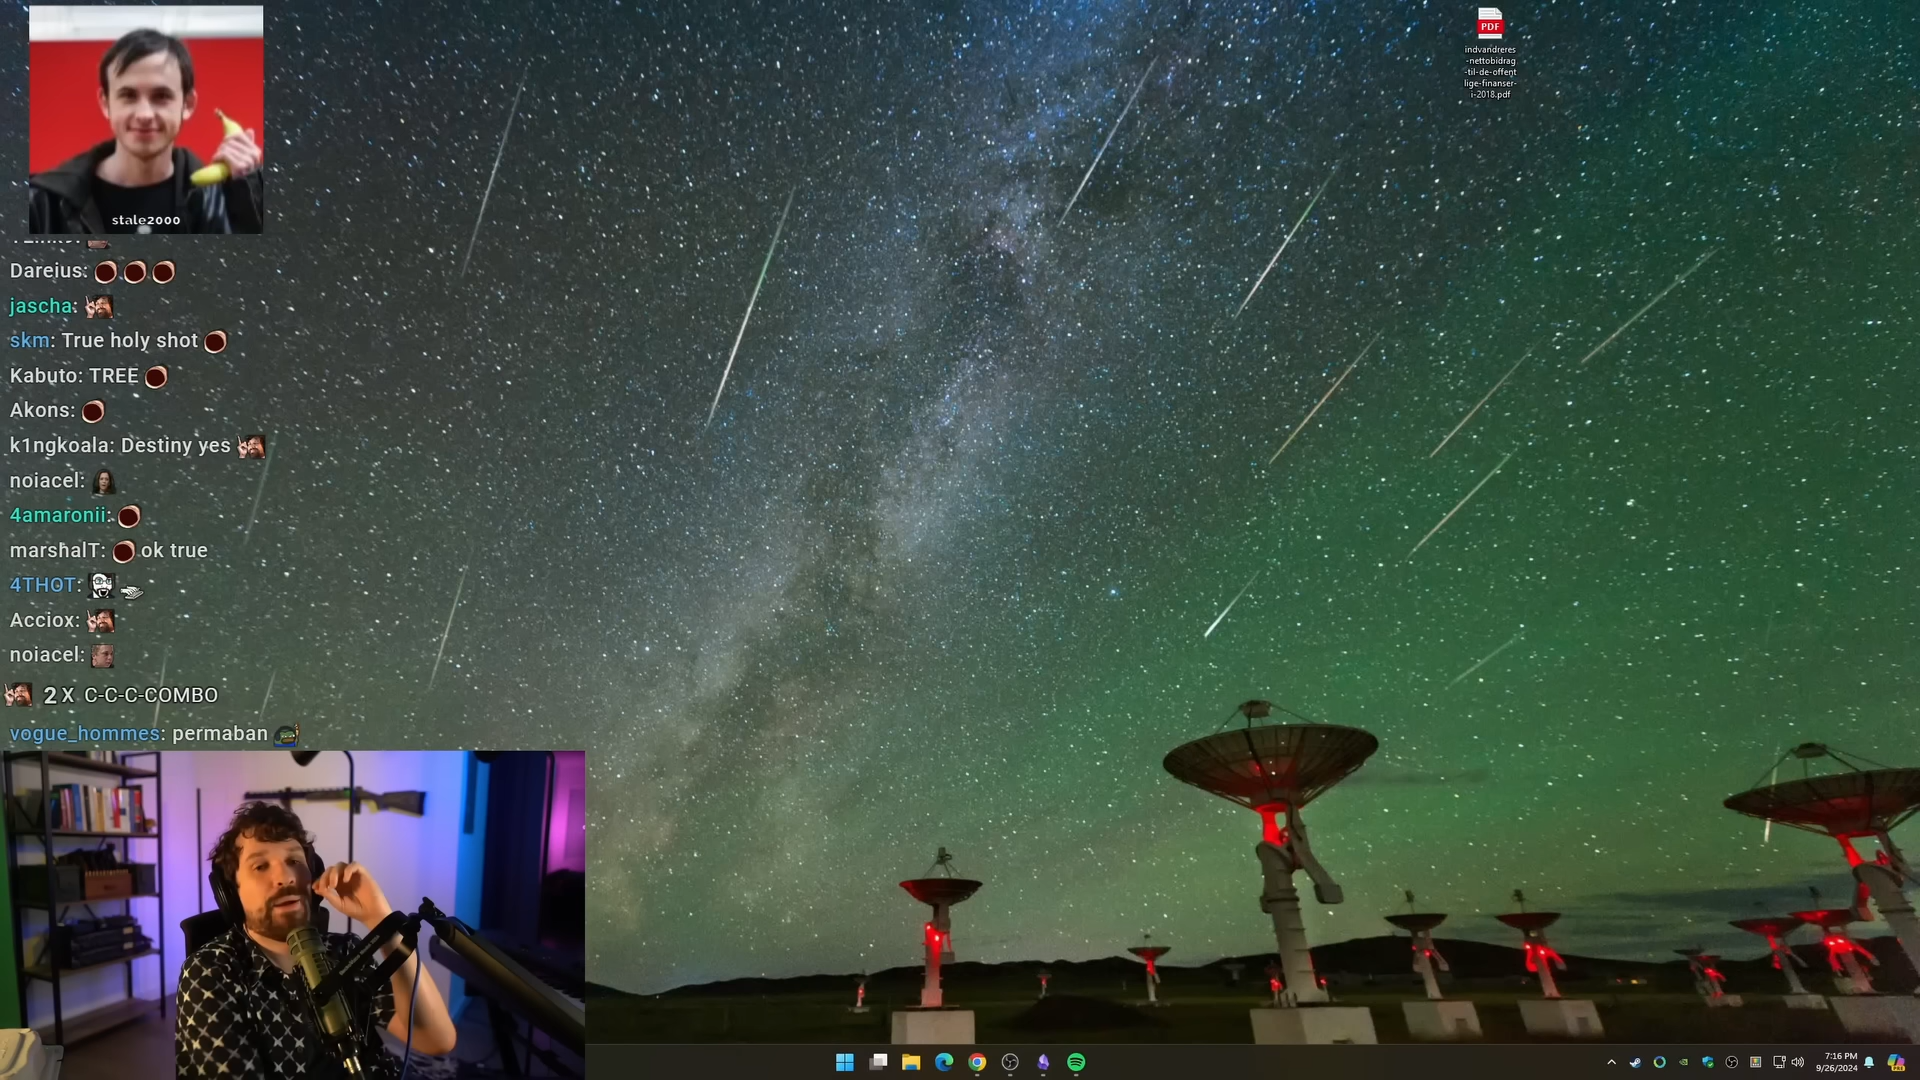 stale2000
Dareius:
jascha:
skm: True holy shot
Kabuto: TREE
Akons:
k1ngkoala: Destiny yes
noiacel:
4amaronii:
marshalT: ok true
4THOT:
Acciox:
noiacel:
2 X C-C-C-COMBO
vogue_hommes: permaban
PDF
indvandreres
-nettobidrag
-til-de-offent
lige-finanser-
i-2018.pdf
7:16 PM
9/26/2024